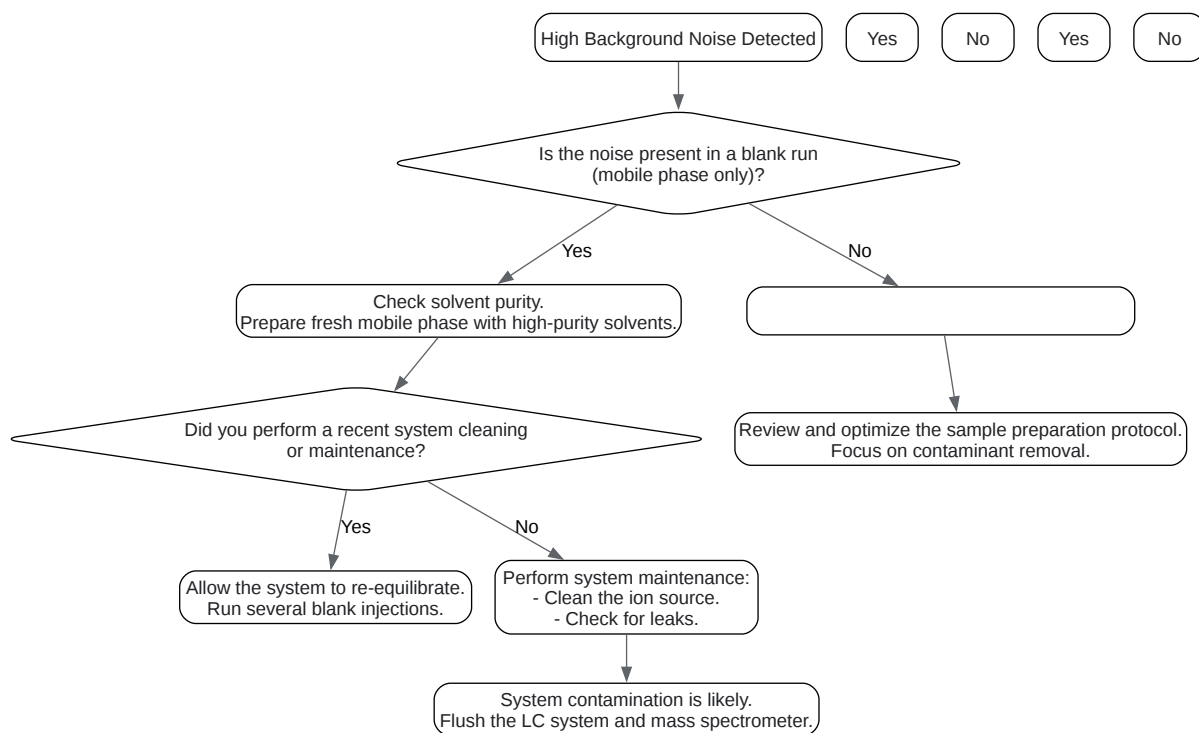 High Background Noise Detected
Yes
No
Yes
No
Is the noise present in a blank run
(mobile phase only)?
Yes
No
Check solvent purity.
Prepare fresh mobile phase with high-purity solvents.
Did you perform a recent system cleaning
or maintenance?
Review and optimize the sample preparation protocol.
Focus on contaminant removal.
Yes
No
Allow the system to re-equilibrate.
Run several blank injections.
Perform system maintenance:
- Clean the ion source.
- Check for leaks.
System contamination is likely.
Flush the LC system and mass spectrometer.